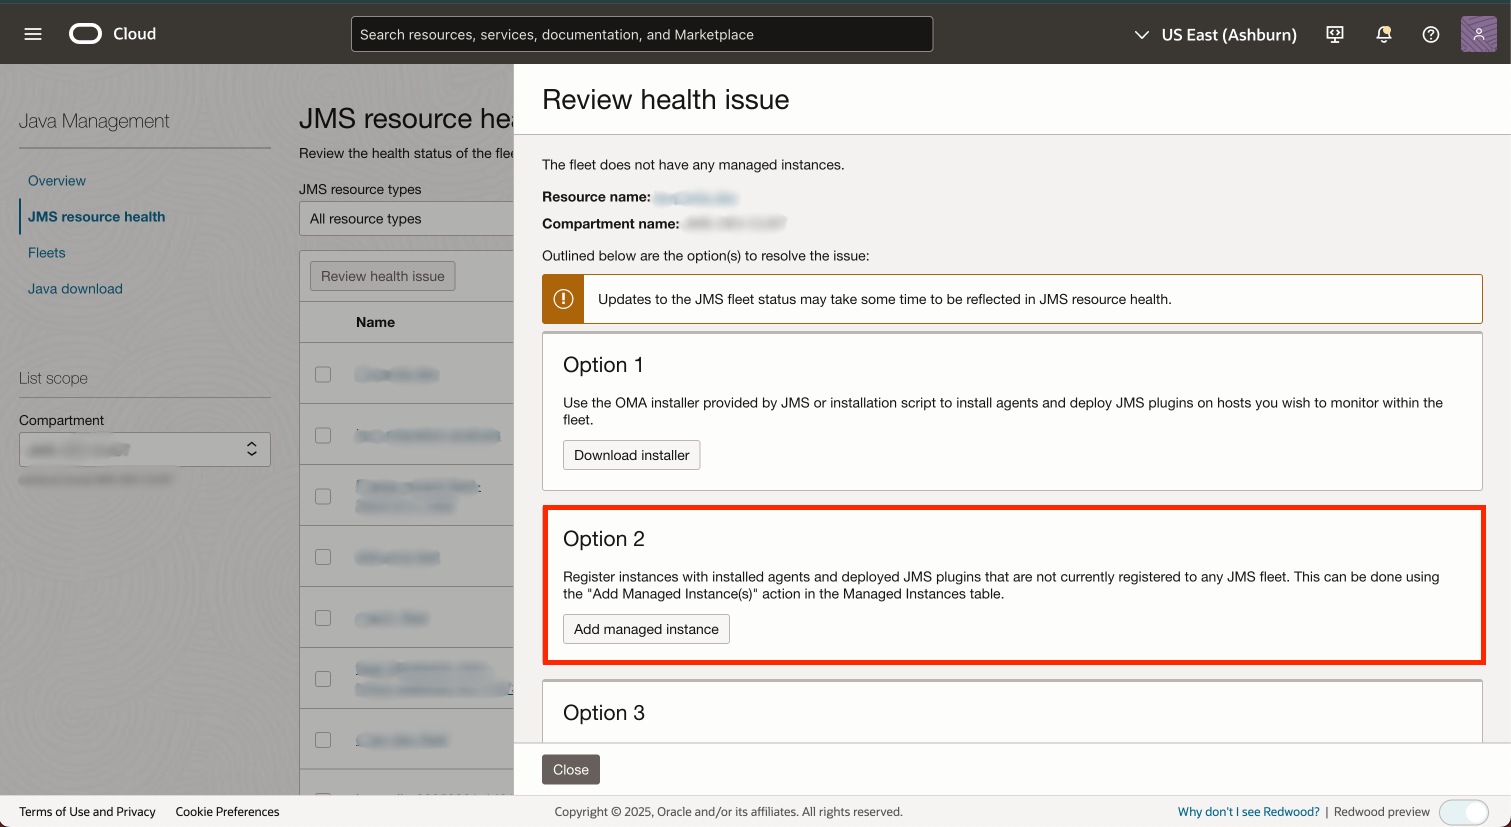 Cloud
Search resources, services, documentation, and Marketplace
US East (Ashburn)
Java Management
Overview
JMS resource health
Fleets
Java download
List scope
Compartment
JMS resource hea
Review the health status of the flee
JMS resource types
All resource types
Review health issue
Name
Review health issue
The fleet does not have any managed instances.
Resource name:
Compartment name:
Outlined below are the option(s) to resolve the issue:
Updates to the JMS fleet status may take some time to be reflected in JMS resource health.
Option 1
Use the OMA installer provided by JMS or installation script to install agents and deploy JMS plugins on hosts you wish to monitor within the
fleet.
Download installer
Option 2
Register instances with installed agents and deployed JMS plugins that are not currently registered to any JMS fleet. This can be done using
the "Add Managed Instance(s)" action in the Managed Instances table.
Add managed instance
Option 3
Close
Terms of Use and Privacy
Cookie Preferences
Copyright © 2025, Oracle and/or its affiliates. All rights reserved.
Why don't I see Redwood? | Redwood preview